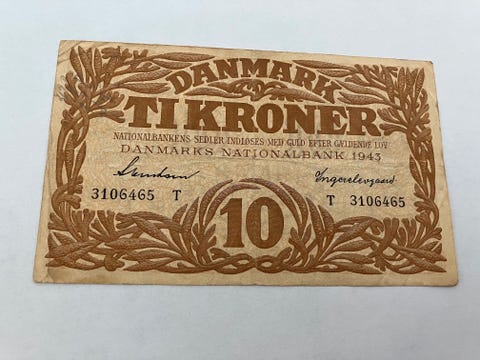 DANMARK
TI KRONER
NATIONALBANKENS SEDLER INDLØSES MED GULD EFTER GÆLDENDE LOV
DANMARKS NATIONALBANK 1943
3106465 T T 3106465
10